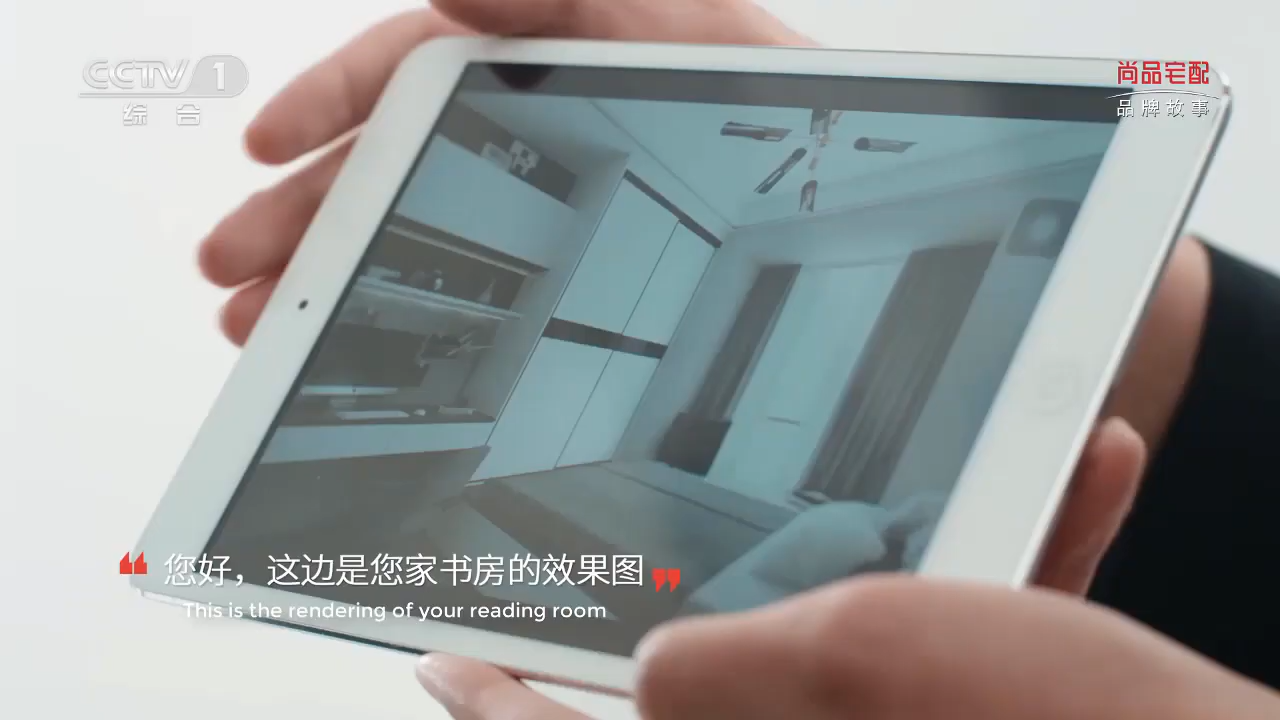 CCTV 1
综合
尚品宅配
品牌故事
“您好，这边是您家书房的效果图”
This is the rendering of your reading room